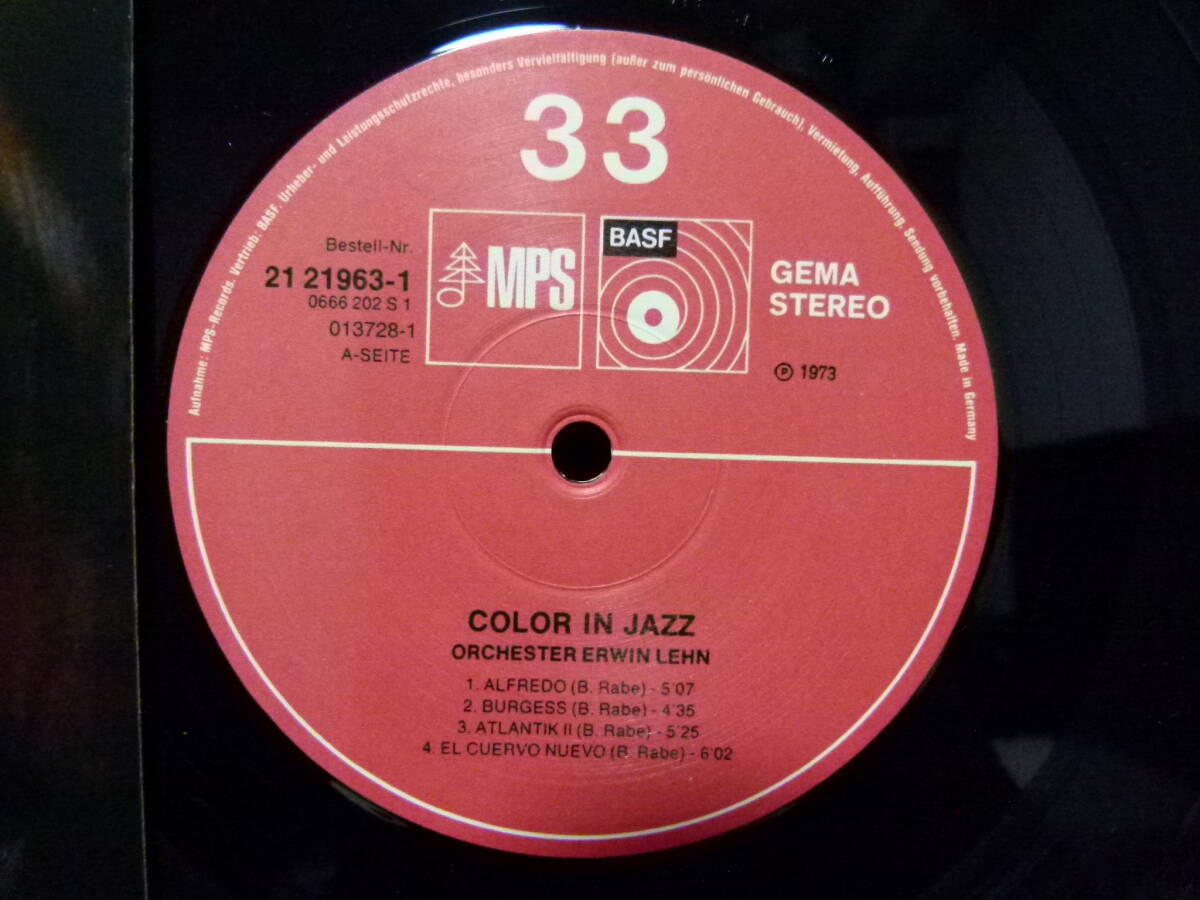 Aufnahme: MPS-Records. Vertrieb: BASF. Urheber- und Leistungsschutzrechte, besonders Vervielfältigung (außer zum persönlichen Gebrauch), Vermietung, Aufführung, Sendung vorbehalten. Made in Germany
33
Bestell-Nr.
21 21963-1
0666 202 S 1
013728-1
A-SEITE
MPS
BASF
GEMA
STEREO
℗ 1973
COLOR IN JAZZ
ORCHESTER ERWIN LEHN
1. ALFREDO (B. Rabe) - 5'07
2. BURGESS (B. Rabe) - 4'35
3. ATLANTIK II (B. Rabe) - 5'25
4. EL CUERVO NUEVO (B. Rabe) - 6'02